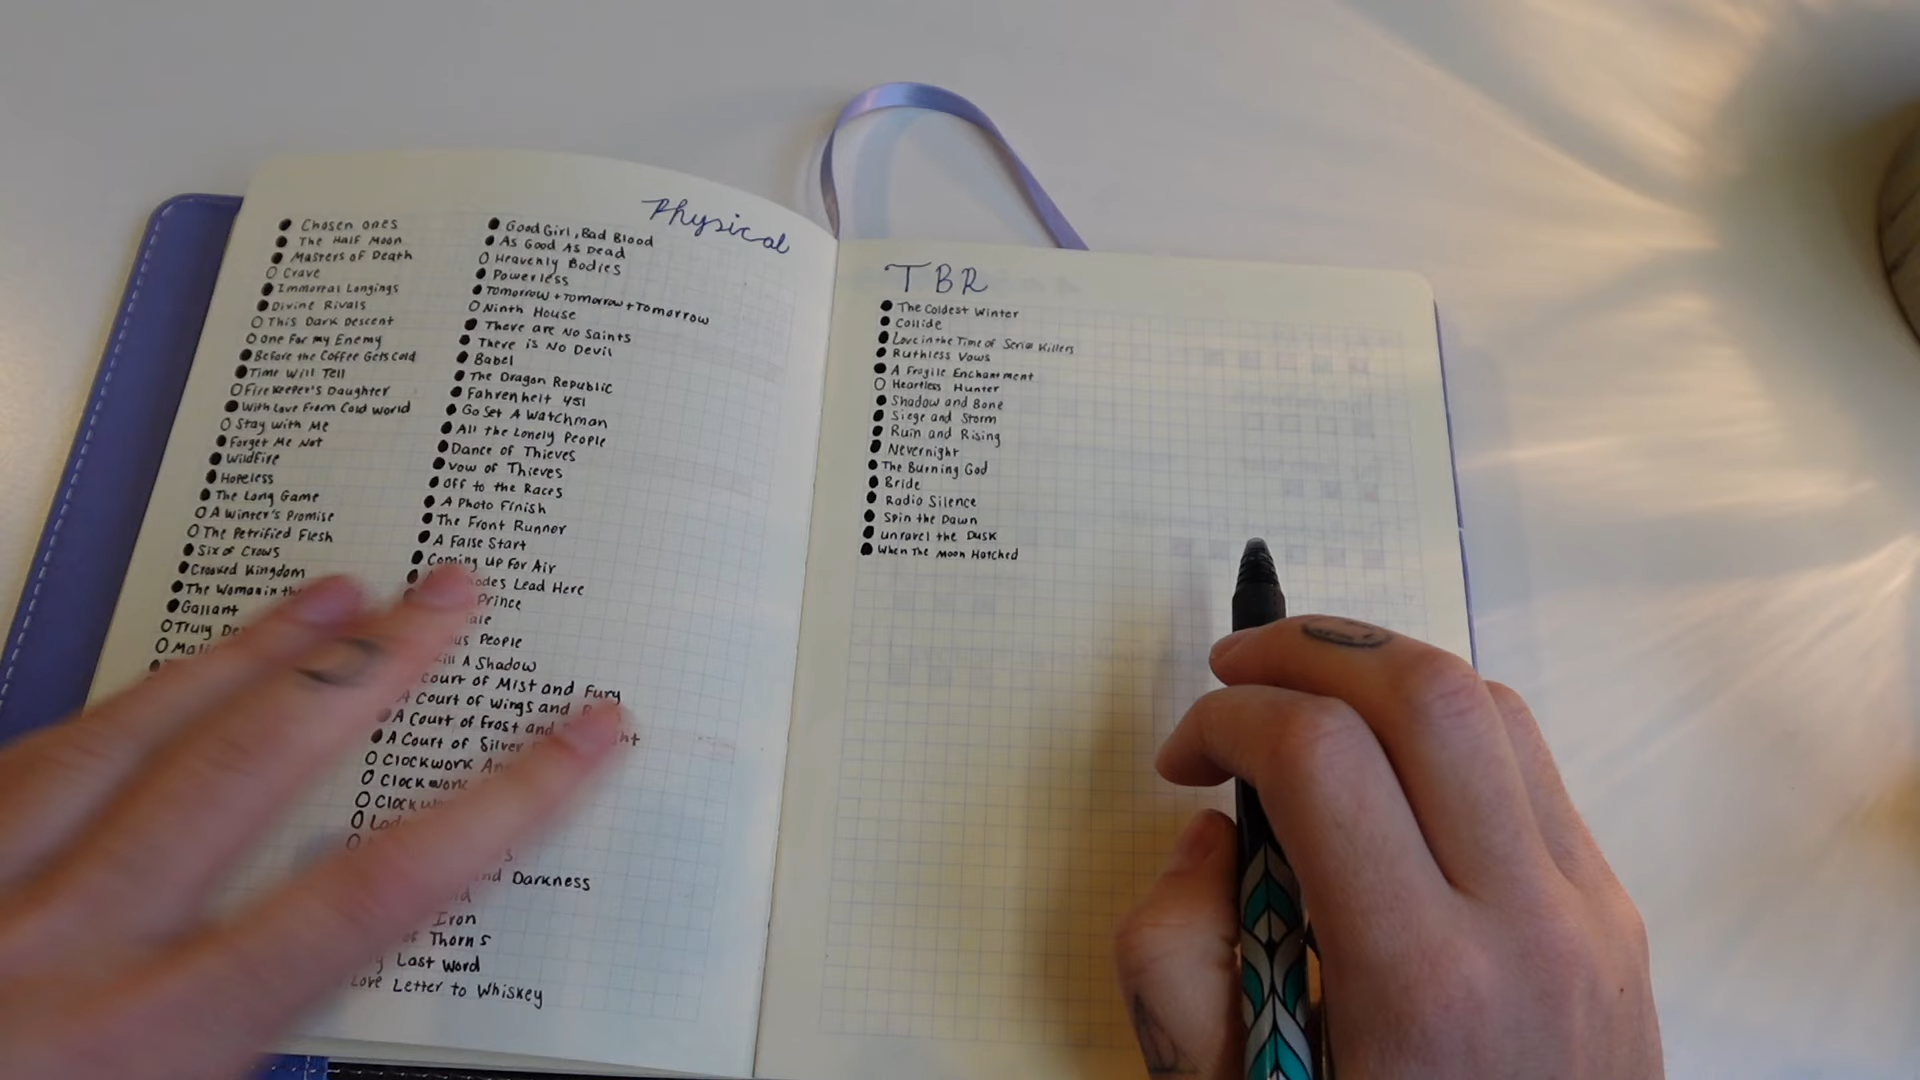 Physical
Chosen Ones
The Half Moon
Masters of Death
Crave
Immortal Longings
Divine Rivals
This Dark Descent
One For My Enemy
Before the Coffee Gets Cold
Time Will Tell
Firekeeper's Daughter
With Love From Cold World
Stay With Me
Forget Me Not
Wildfire
Hopeless
The Long Game
A Winter's Promise
The Petrified Flesh
Six of Crows
Crooked Kingdom
The Woman in
Gallant
Truly
Good Girl, Bad Blood
As Good As Dead
Heavenly Bodies
Powerless
Tomorrow + Tomorrow + Tomorrow
Ninth House
There are No Saints
There is No Devil
Babel
The Dragon Republic
Fahrenheit 451
Go Set A Watchman
All the Lonely People
Dance of Thieves
Vow of Thieves
Off to the Races
A Photo Finish
The Front Runner
A False Start
Coming Up For Air
Lead Here
Prince
People
A Shadow
Court of Mist and Fury
A Court of Wings and
A Court of Frost and
A Court of Silver
Clockwork
Clockwork
Clockwork
and Darkness
Iron
of Thorns
Last Word
Love Letter to Whiskey
TBR
The Coldest Winter
Collide
Love in the Time of Serial Killers
Ruthless Vows
A Fragile Enchantment
Heartless Hunter
Shadow and Bone
Siege and Storm
Ruin and Rising
Nevernight
The Burning God
Bride
Radio Silence
Spin the Dawn
Unravel the Dusk
When The Moon Hatched